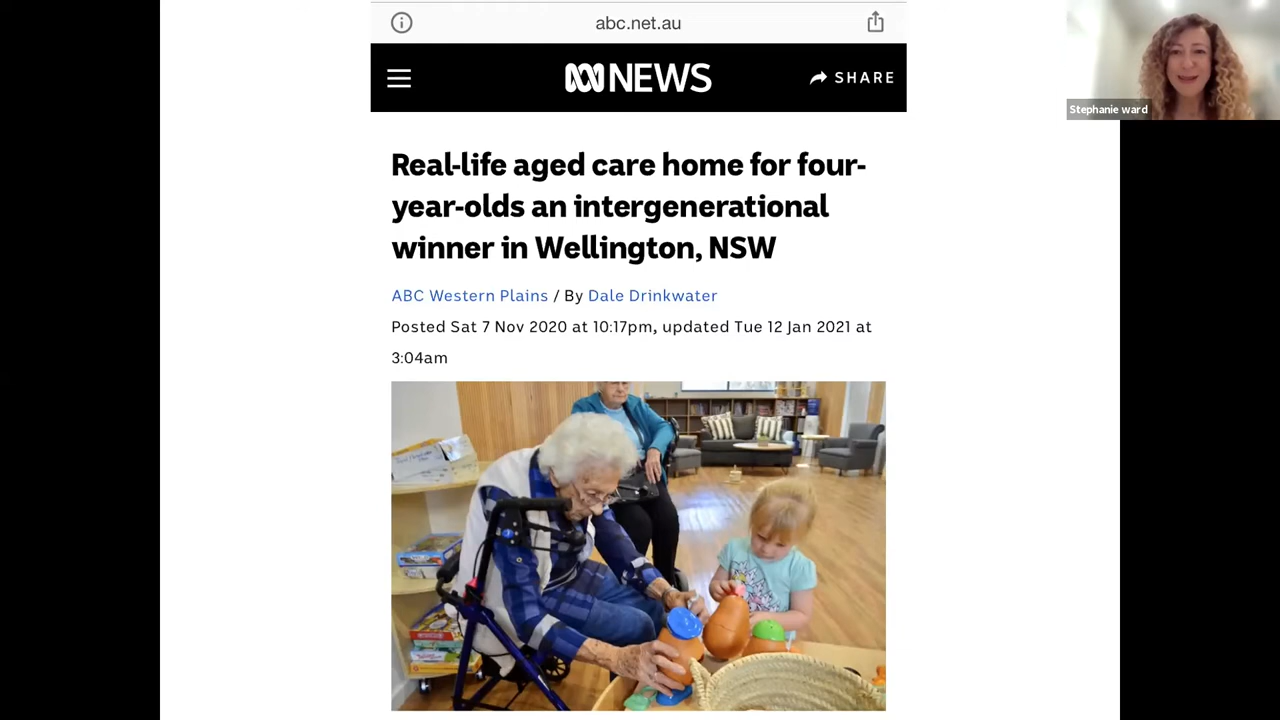 abc.net.au
NEWS
SHARE
Stephanie ward
Real-life aged care home for four-
year-olds an intergenerational
winner in Wellington, NSW
ABC Western Plains / By Dale Drinkwater
Posted Sat 7 Nov 2020 at 10:17pm, updated Tue 12 Jan 2021 at
3:04am